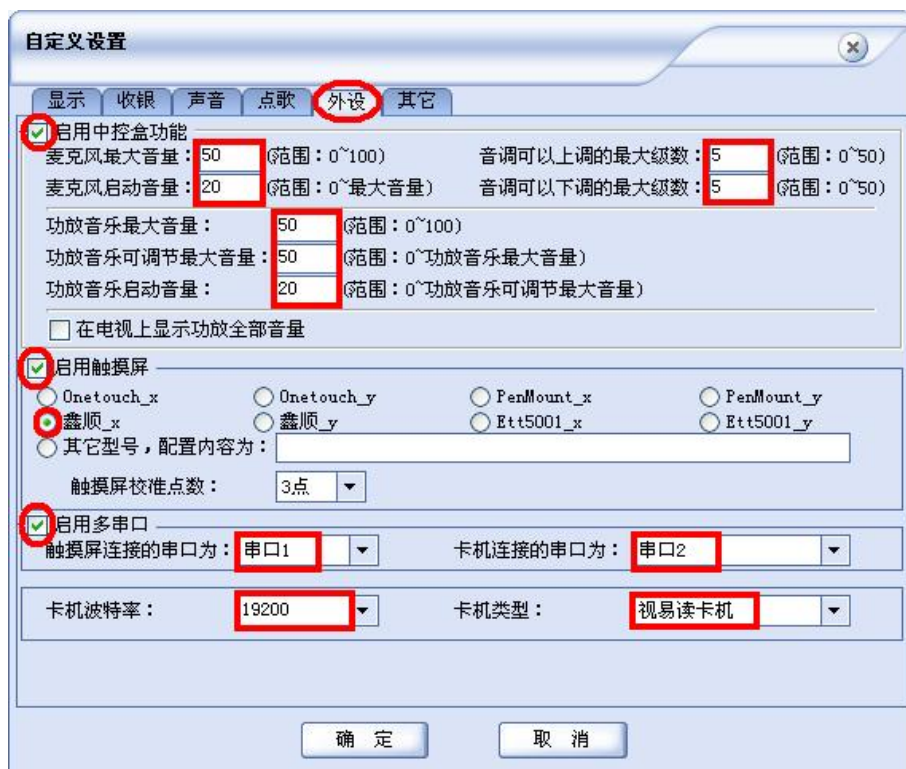 自定义设置
显示 收银 声音 点歌 外设 其它
启用中控盒功能
麦克风最大音量：50 (范围：0~100) 音调可以上调的最大级数：5 (范围：0~50)
麦克风启动音量：20 (范围：0~最大音量) 音调可以下调的最大级数：5 (范围：0~50)
功放音乐最大音量： 50 (范围：0~100)
功放音乐可调节最大音量：50 (范围：0~功放音乐最大音量)
功放音乐启动音量： 20 (范围：0~功放音乐可调节最大音量)
在电视上显示功放全部音量
启用触摸屏
Onetouch_x Onetouch_y PenMount_x PenMount_y
鑫顺_x 鑫顺_y Ett5001_x Ett5001_y
其它型号，配置内容为：
触摸屏校准点数： 3点
启用多串口
触摸屏连接的串口为：串口1 卡机连接的串口为： 串口2
卡机波特率： 19200 卡机类型： 视易读卡机
确 定 取 消